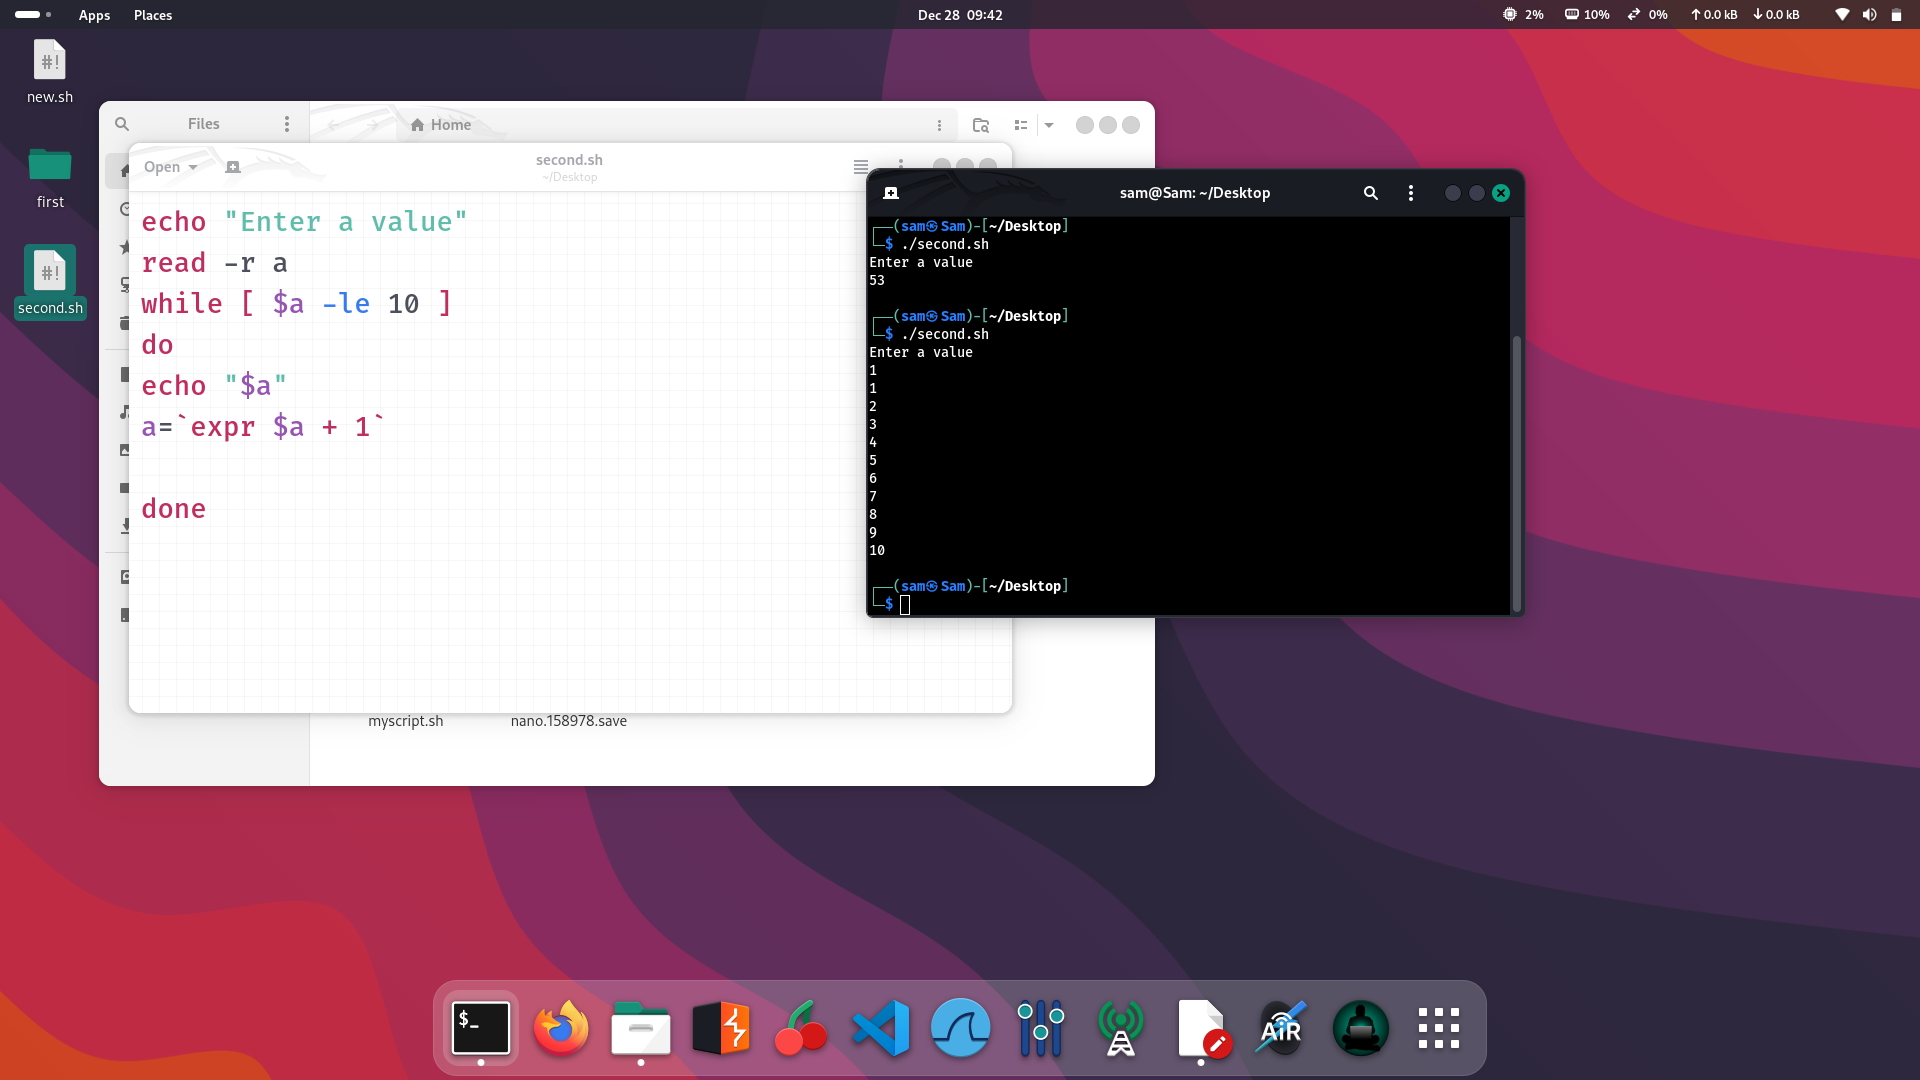 Apps Places
Dec 28 09:42
2% 10% 0% 0.0 kB 0.0 kB
#!
new.sh
first
#!
second.sh
Files
Home
Open
second.sh
~/Desktop
echo "Enter a value"
read -r a
while [ $a -le 10 ]
do
echo "$a"
a=`expr $a + 1`
done
myscript.sh nano.158978.save
sam@Sam: ~/Desktop
┌──(sam㉿Sam)-[~/Desktop]
└─$ ./second.sh
Enter a value
53
┌──(sam㉿Sam)-[~/Desktop]
└─$ ./second.sh
Enter a value
1
1
2
3
4
5
6
7
8
9
10
┌──(sam㉿Sam)-[~/Desktop]
└─$
$_
AIR